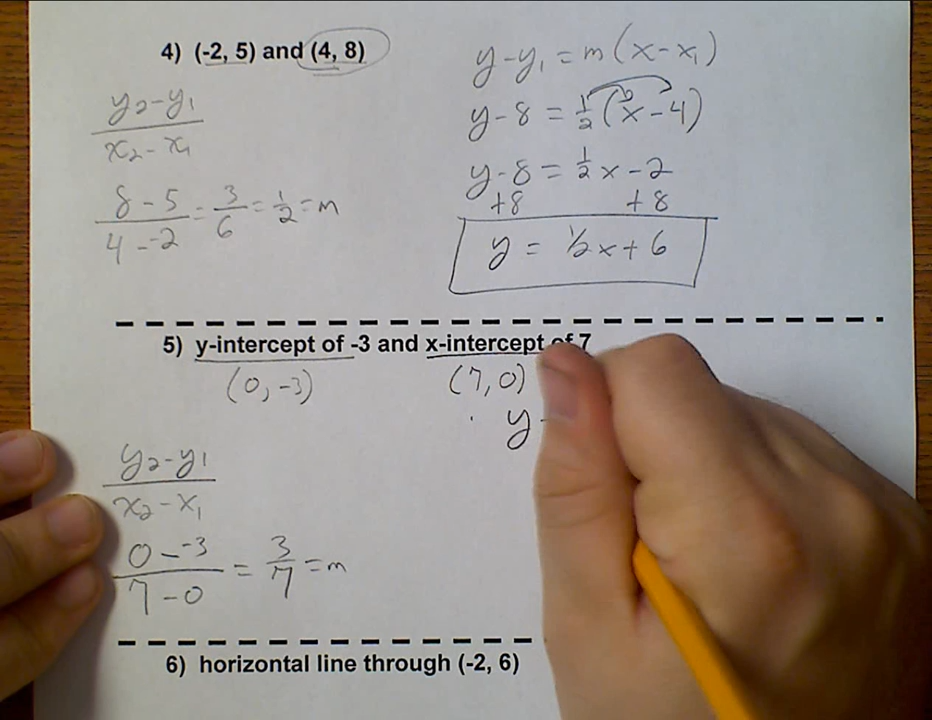 4) (-2, 5) and (4, 8)
y₂-y₁
x₂-x₁
8-5 = 3 = 1 = m
4--2 6 2
y-y₁ = m(x-x₁)
y-8 = ½(x-4)
y-8 = ½x-2
+8 +8
y = ½x+6
5) y-intercept of -3 and x-intercept of 7
(0,-3) (7,0)
y-
y₂-y₁
x₂-x₁
0--3 = 3 = m
7-0 7
6) horizontal line through (-2, 6)